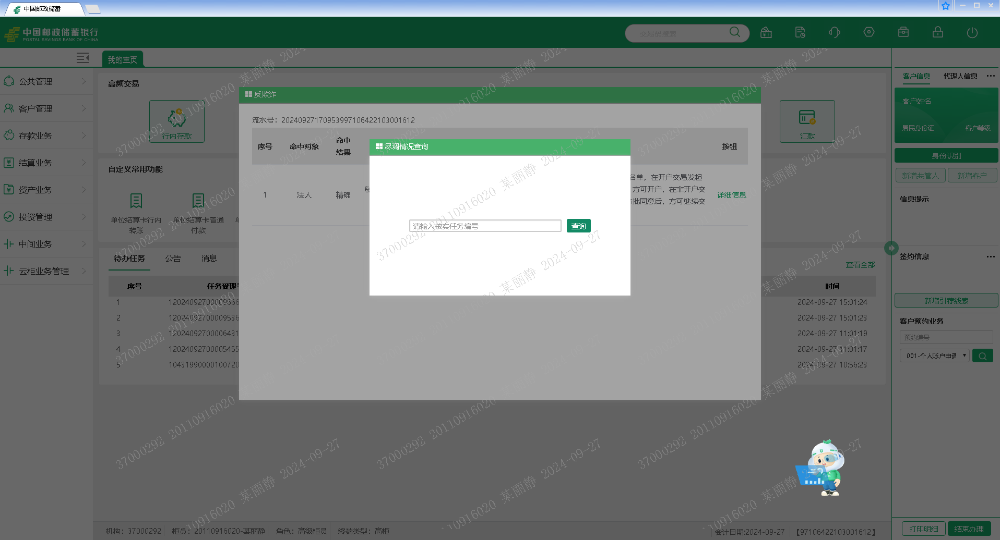 中国邮政储蓄
中国邮政储蓄银行
POSTAL SAVINGS BANK OF CHINA
交易码搜索
我的主页
公共管理
客户管理
存款业务
结算业务
资产业务
投资管理
中间业务
云柜业务管理
高频交易
行内存款
汇款
自定义常用功能
单位结算卡行内
转账
单位结算卡普通
付款
待办任务 公告 消息
查看全部
序号 任务受理 时间
1 12024092700009566 2024-09-27 15:01:24
2 12024092700009536 2024-09-27 15:01:23
3 12024092700006431 2024-09-27 11:01:19
4 12024092700005455 2024-09-27 11:01:17
5 1043199000010072 2024-09-27 10:56:23
反欺诈
流水号：20240927170953997106422103001612
序号 命中对象 命中
结果 按钮
1 法人 精确
名单，在开户交易发起
方可开户，在非开户交
批同意后，方可继续交
详细信息
尽调情况查询
请输入核实任务编号
查询
客户信息 代理人信息 ...
客户姓名
居民身份证 客户等级
身份识别
新增共管人 新增客户
信息提示
签约信息 ...
新增引荐线索
客户预约业务
预约编号
001-个人账户申请
打印明细 结束办理
机构：37000292 柜员：20110916020-某丽静 角色：高级柜员 终端类型：高柜
会计日期:2024-09-27 【97106422103001612】
37000292 20110916020 某丽静 2024-09-27